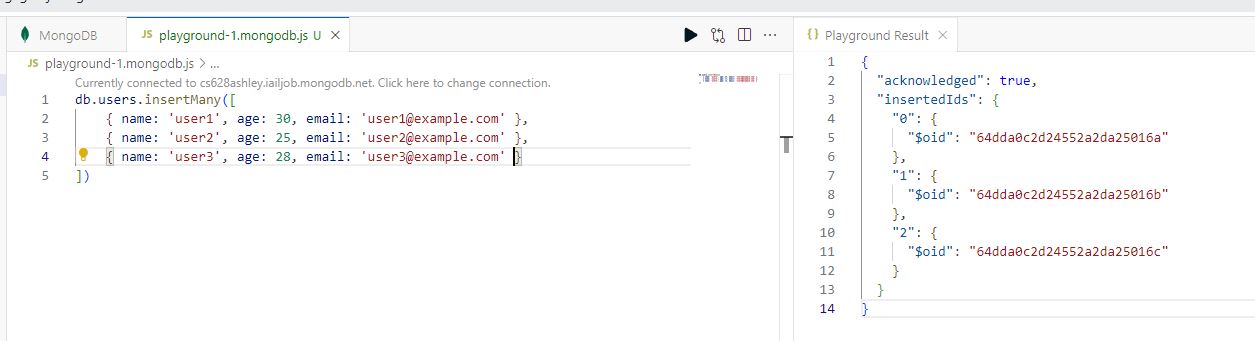 MongoDB
JS playground-1.mongodb.js U
JS playground-1.mongodb.js > ...
Currently connected to cs628ashley.iailjob.mongodb.net. Click here to change connection.
1 db.users.insertMany([
2 { name: 'user1', age: 30, email: 'user1@example.com' },
3 { name: 'user2', age: 25, email: 'user2@example.com' },
4 { name: 'user3', age: 28, email: 'user3@example.com' }
5 ])
{} Playground Result
1 {
2 "acknowledged": true,
3 "insertedIds": {
4 "0": {
5 "$oid": "64dda0c2d24552a2da25016a"
6 },
7 "1": {
8 "$oid": "64dda0c2d24552a2da25016b"
9 },
10 "2": {
11 "$oid": "64dda0c2d24552a2da25016c"
12 }
13 }
14 }